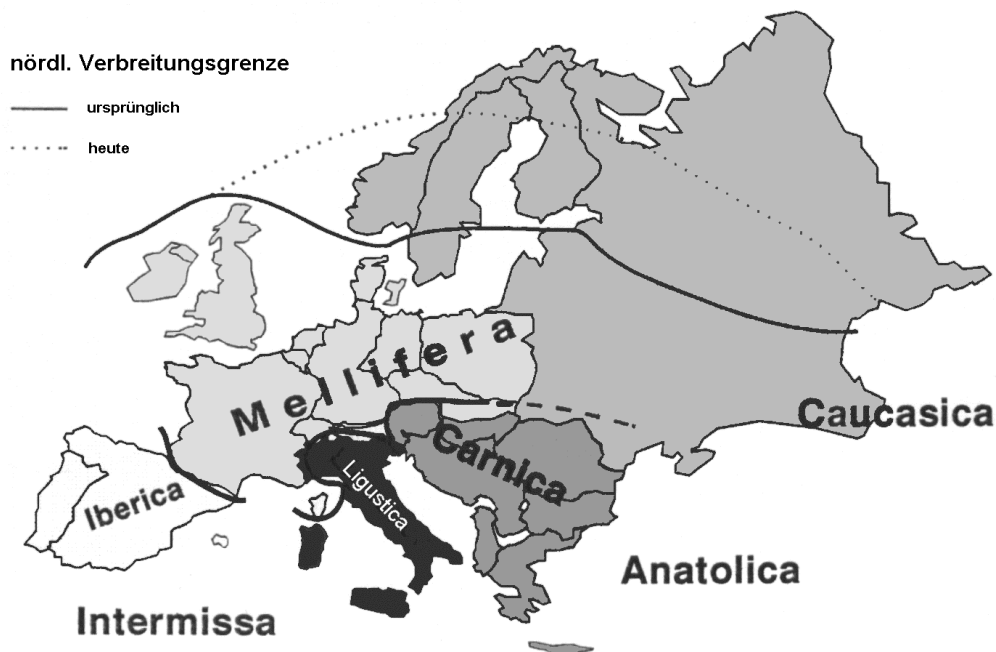 nördl. Verbreitungsgrenze
ursprünglich
heute
Mellifera
Caucasica
Carnica
Ligustica
Iberica
Anatolica
Intermissa